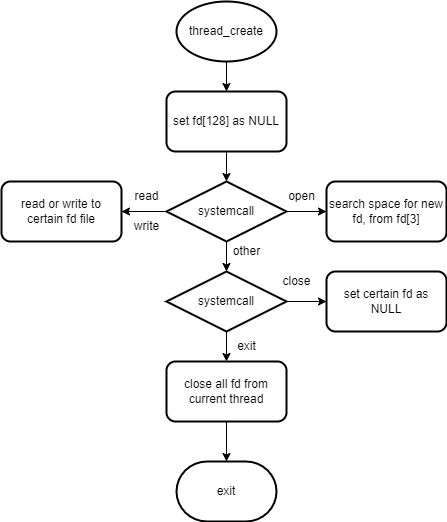 thread_create
set fd[128] as NULL
read
open
read or write to
certain fd file
systemcall
search space for new
fd, from fd[3]
write
other
close
systemcall
set certain fd as
NULL
exit
close all fd from
current thread
exit